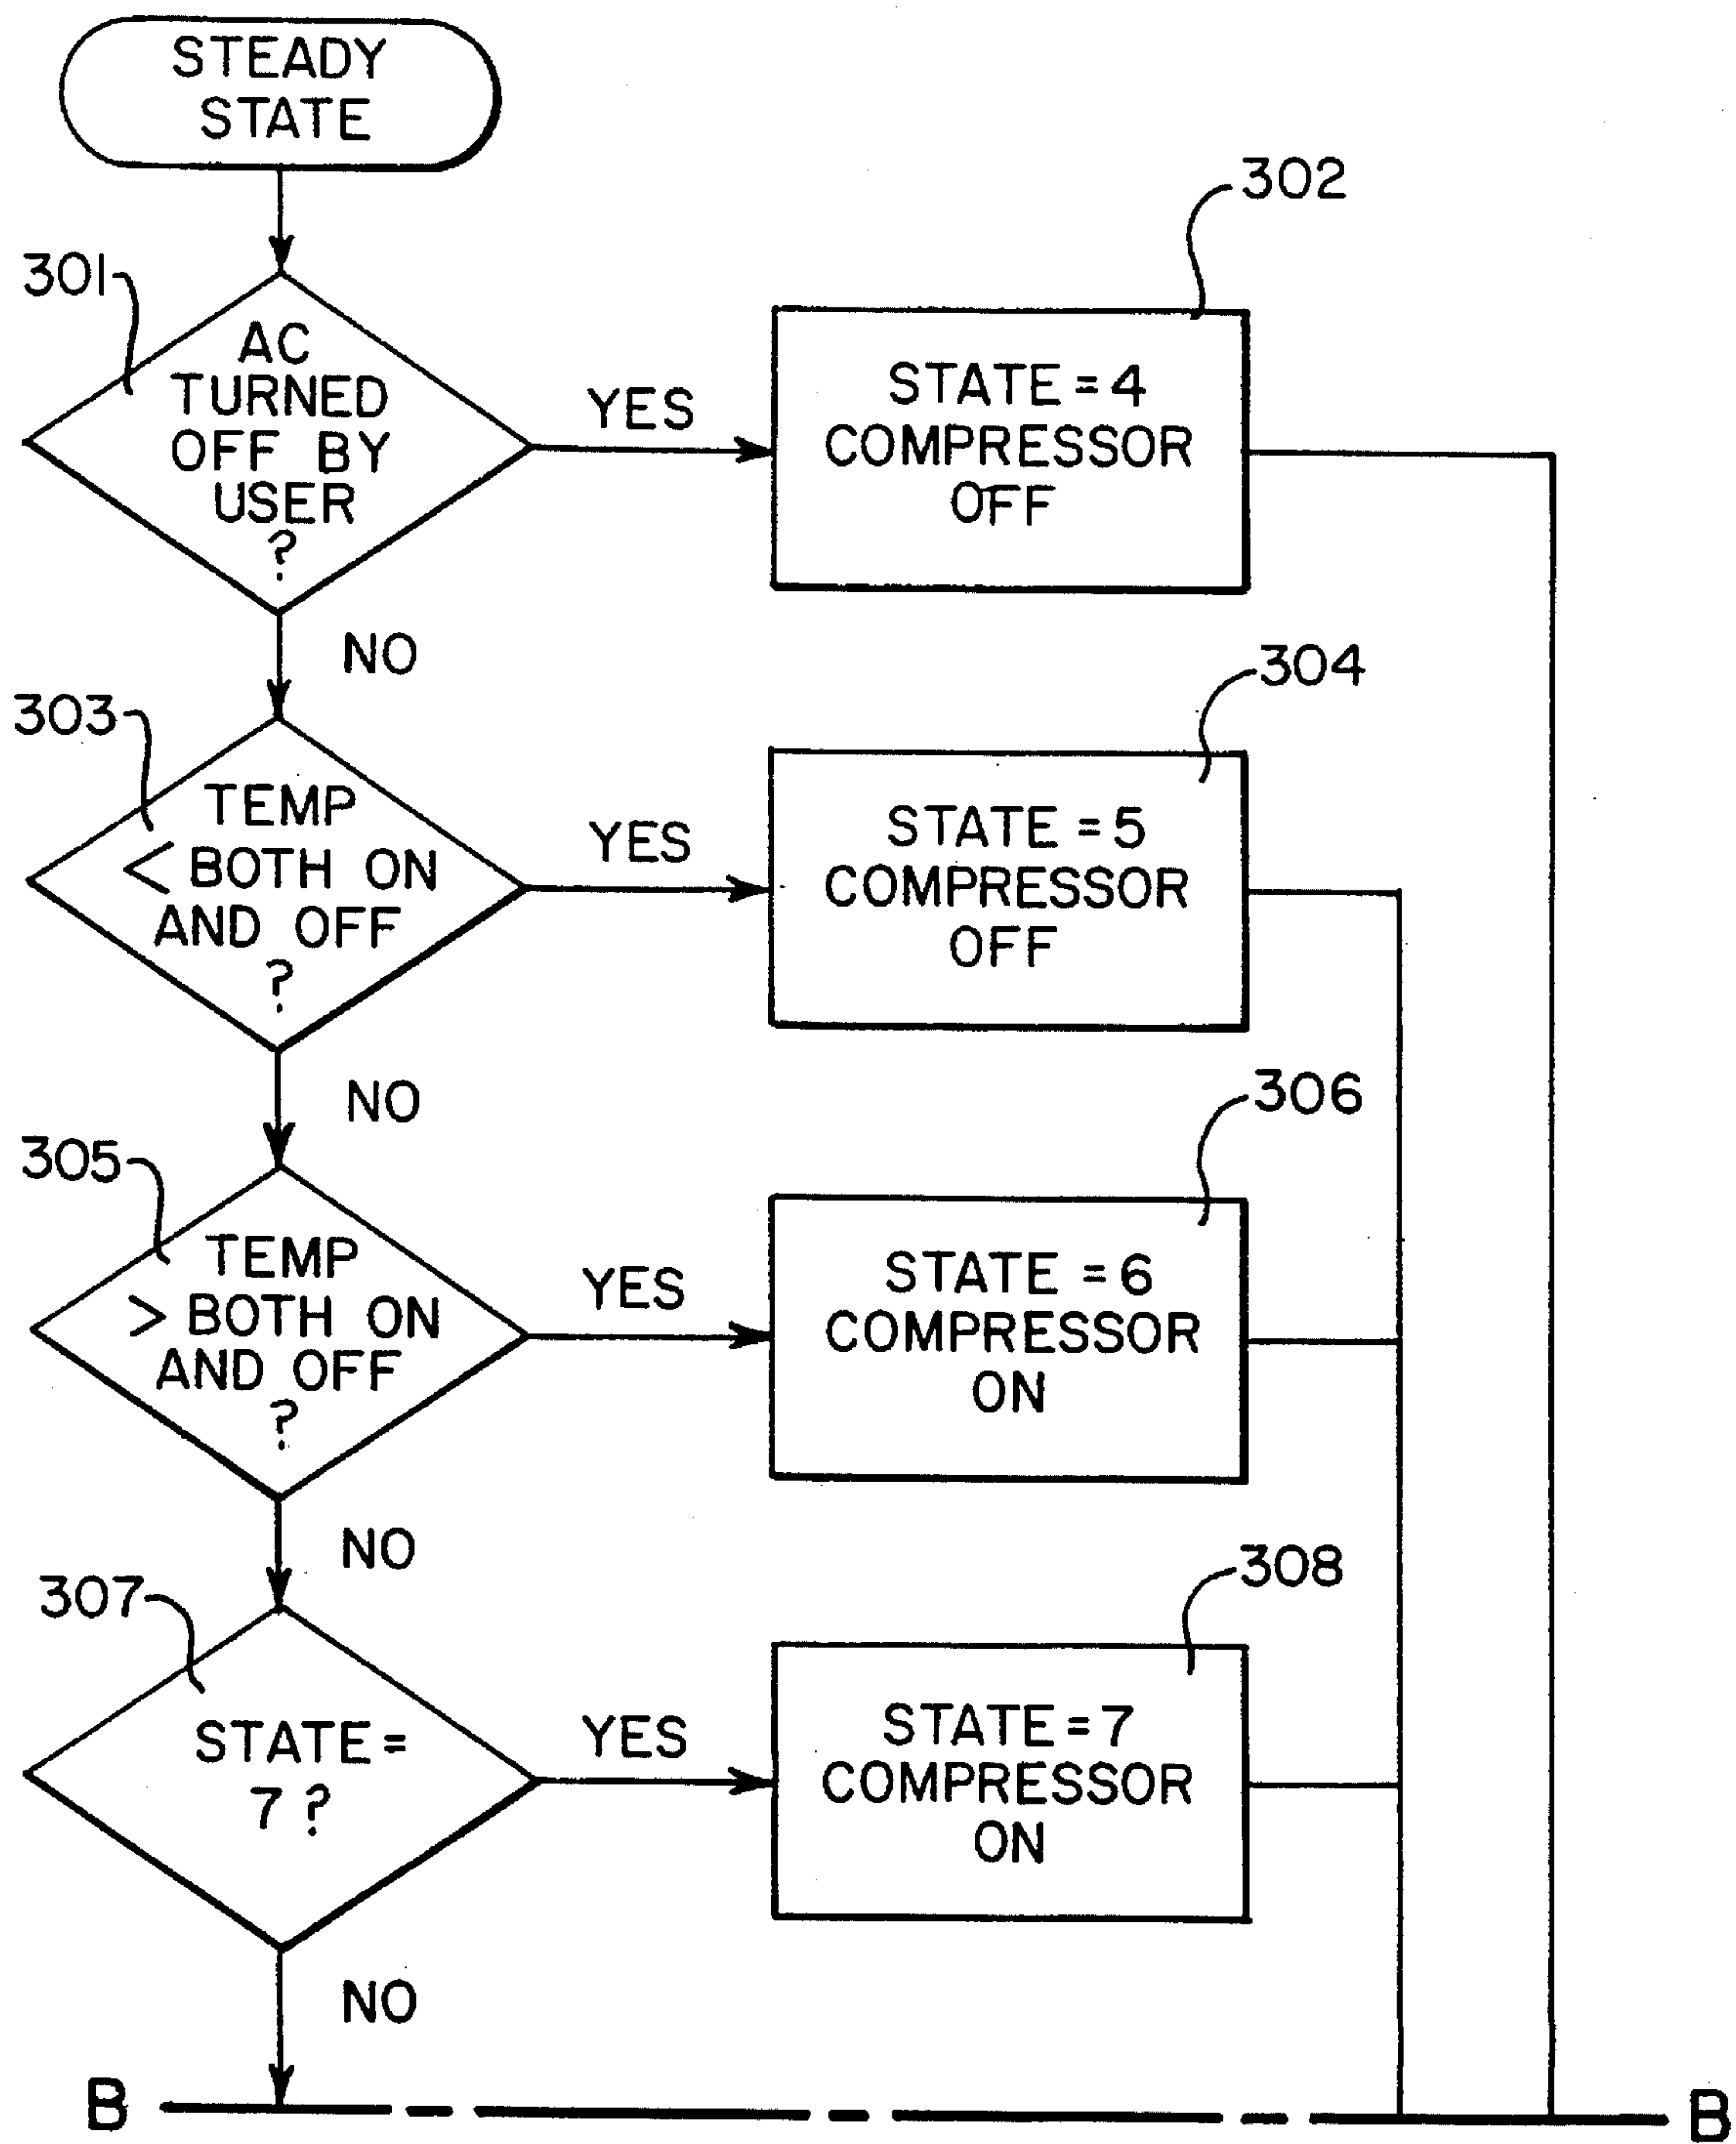 STEADY
STATE
302
301
AC
TURNED
OFF BY
USER
?
YES
STATE = 4
COMPRESSOR
OFF
NO
304
303
TEMP
< BOTH ON
AND OFF
?
YES
STATE = 5
COMPRESSOR
OFF
NO
306
305
TEMP
> BOTH ON
AND OFF
?
YES
STATE = 6
COMPRESSOR
ON
NO
308
307
STATE =
7 ?
YES
STATE = 7
COMPRESSOR
ON
NO
B B